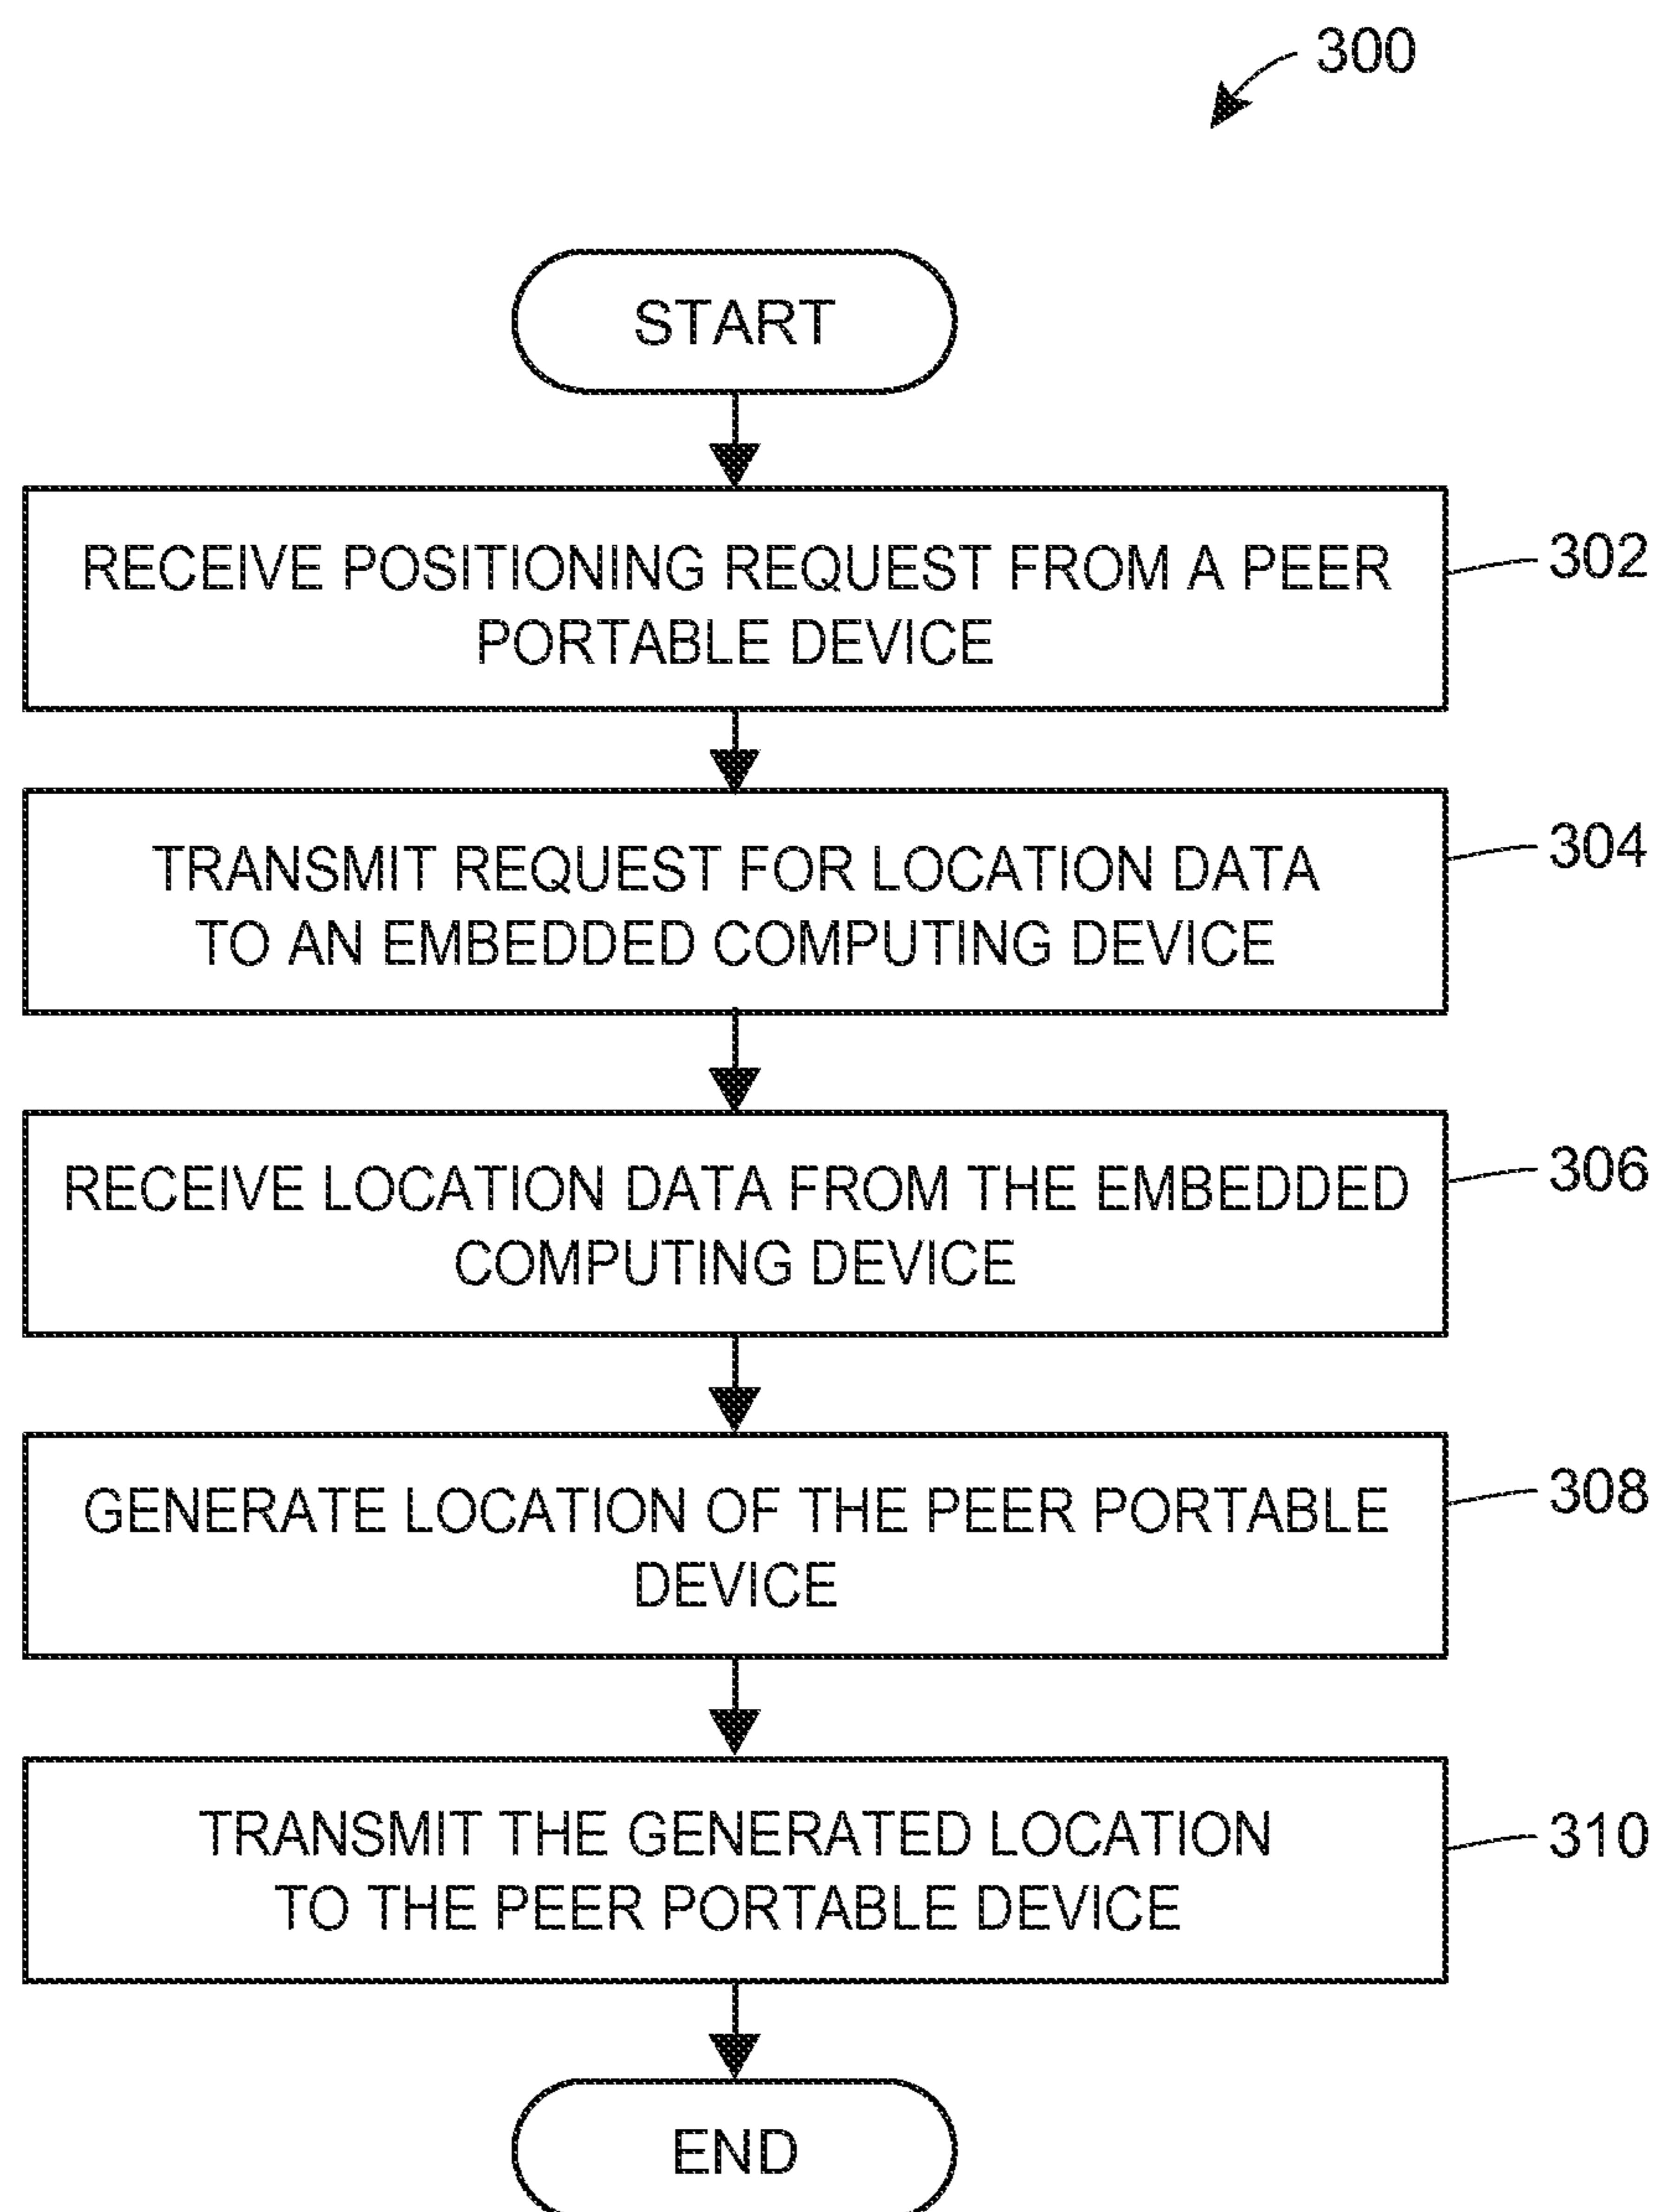 300
START
RECEIVE POSITIONING REQUEST FROM A PEER
PORTABLE DEVICE
302
TRANSMIT REQUEST FOR LOCATION DATA
TO AN EMBEDDED COMPUTING DEVICE
304
RECEIVE LOCATION DATA FROM THE EMBEDDED
COMPUTING DEVICE
306
GENERATE LOCATION OF THE PEER PORTABLE
DEVICE
308
TRANSMIT THE GENERATED LOCATION
TO THE PEER PORTABLE DEVICE
310
END